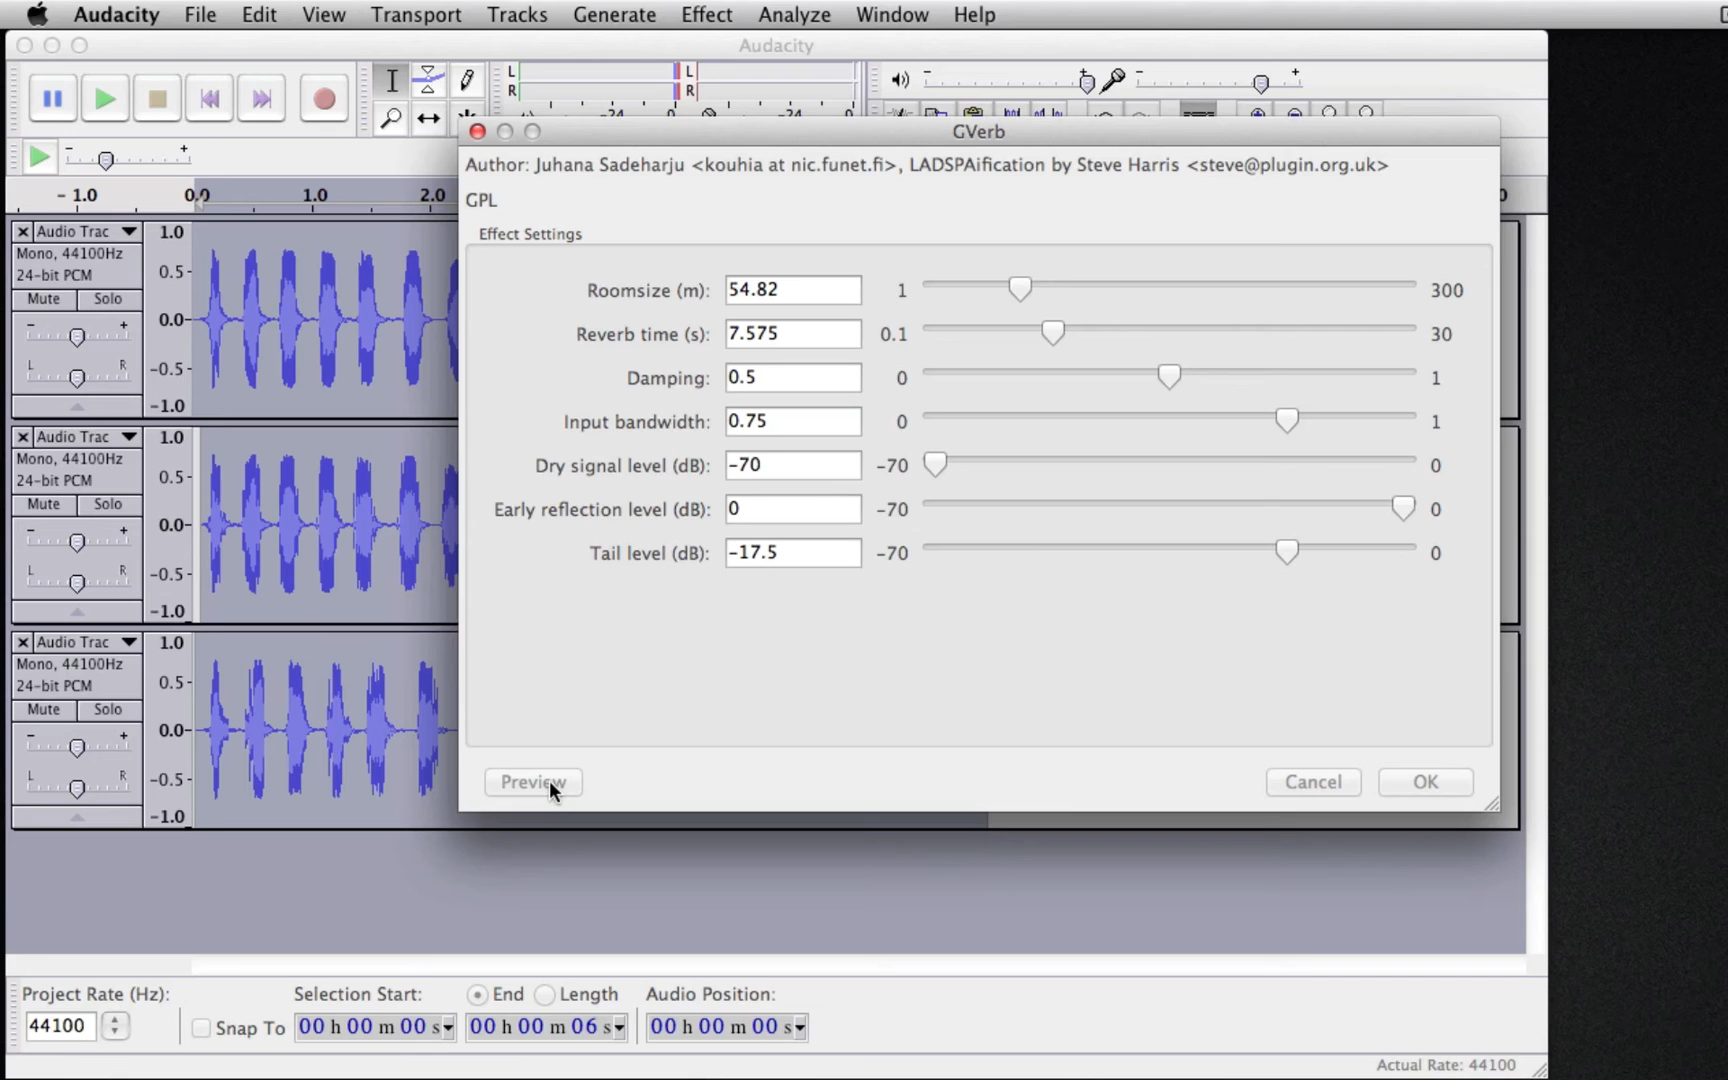 Audacity File Edit View Transport Tracks Generate Effect Analyze Window Help
Audacity
L L
R R
-24 0 -24 0
GVerb
Author: Juhana Sadeharju <kouhia at nic.funet.fi>, LADSPAification by Steve Harris <steve@plugin.org.uk>
GPL
- 1.0 0.0 1.0 2.0 0
Effect Settings
Roomsize (m): 54.82 1 300
Reverb time (s): 7.575 0.1 30
Damping: 0.5 0 1
Input bandwidth: 0.75 0 1
Dry signal level (dB): -70 -70 0
Early reflection level (dB): 0 -70 0
Tail level (dB): -17.5 -70 0
Preview Cancel OK
Audio Trac 1.0
Mono, 44100Hz
24-bit PCM 0.5-
Mute Solo
- + 0.0-
L R -0.5-
-1.0
Audio Trac 1.0
Mono, 44100Hz
24-bit PCM 0.5-
Mute Solo
- + 0.0-
L R -0.5-
-1.0
Audio Trac 1.0
Mono, 44100Hz
24-bit PCM 0.5-
Mute Solo
- + 0.0-
L R -0.5-
-1.0
Project Rate (Hz): Selection Start: End Length Audio Position:
44100 Snap To 00 h 00 m 00 s 00 h 00 m 06 s 00 h 00 m 00 s
Actual Rate: 44100